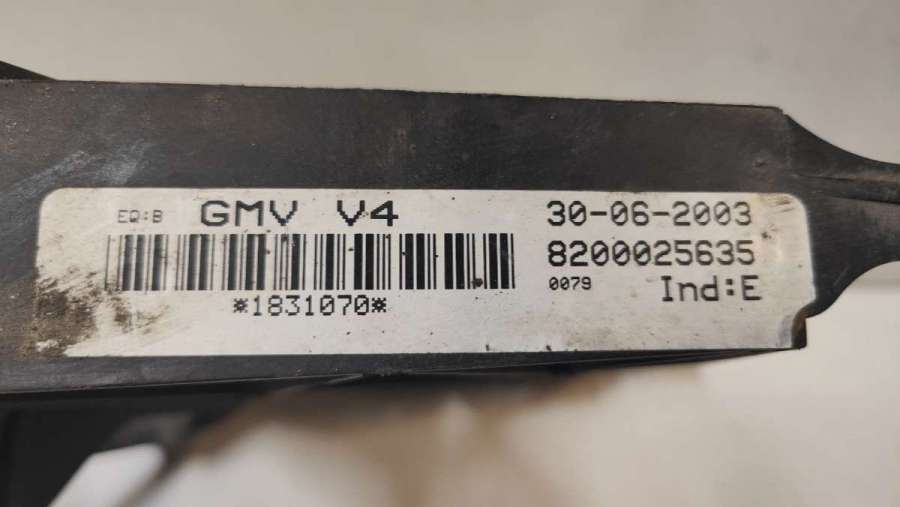 EQ:B GMV V4 30-06-2003
8200025635
*1831070* 0079 Ind:E